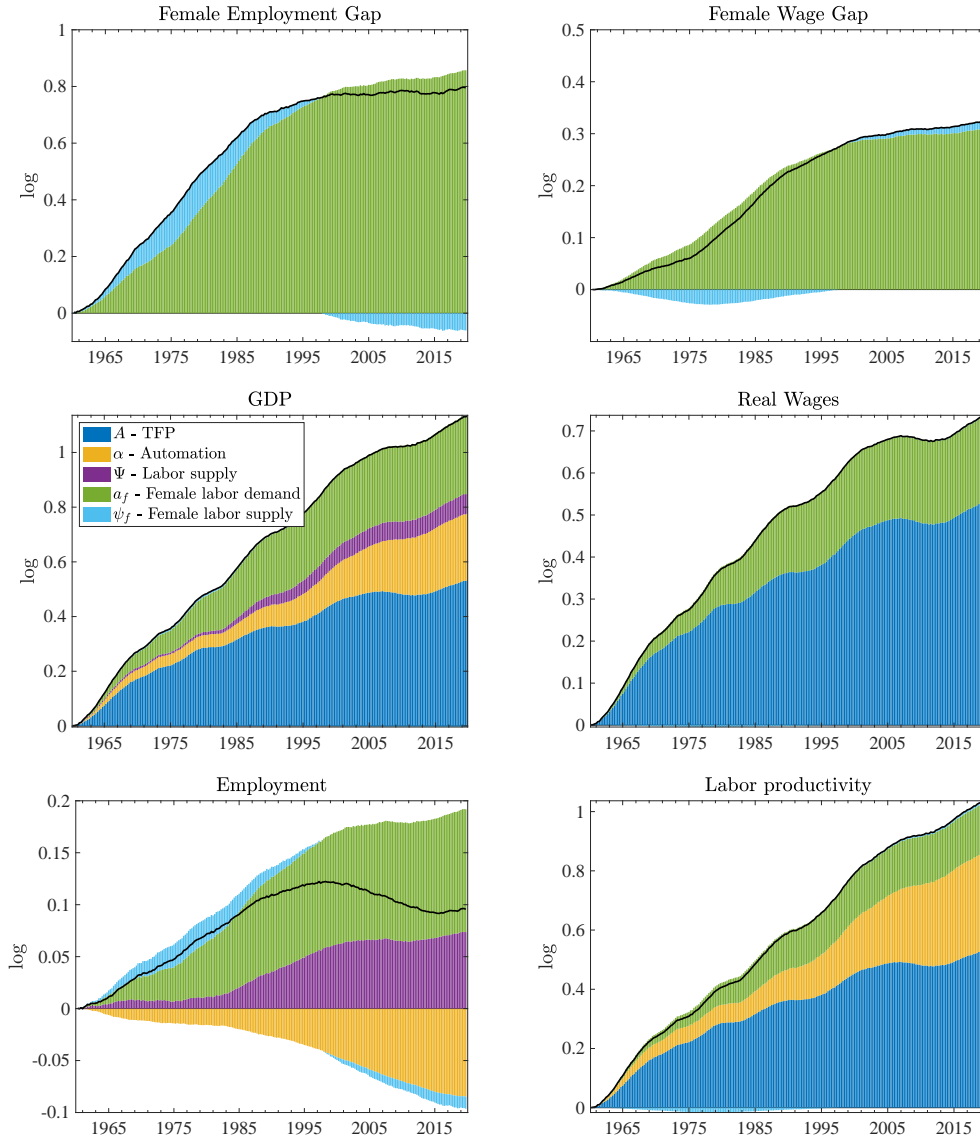 Female Employment Gap
1
0.8
0.6
0.4
0.2
0
log
1965 1975 1985 1995 2005 2015
Female Wage Gap
0.5
0.4
0.3
0.2
0.1
0
log
1965 1975 1985 1995 2005 2015
GDP
1
0.8
0.6
0.4
0.2
0
log
A - TFP
α - Automation
Ψ - Labor supply
a_f - Female labor demand
ψ_f - Female labor supply
1965 1975 1985 1995 2005 2015
Real Wages
0.7
0.6
0.5
0.4
0.3
0.2
0.1
0
log
1965 1975 1985 1995 2005 2015
Employment
0.2
0.15
0.1
0.05
0
-0.05
-0.1
log
1965 1975 1985 1995 2005 2015
Labor productivity
1
0.8
0.6
0.4
0.2
0
log
1965 1975 1985 1995 2005 2015